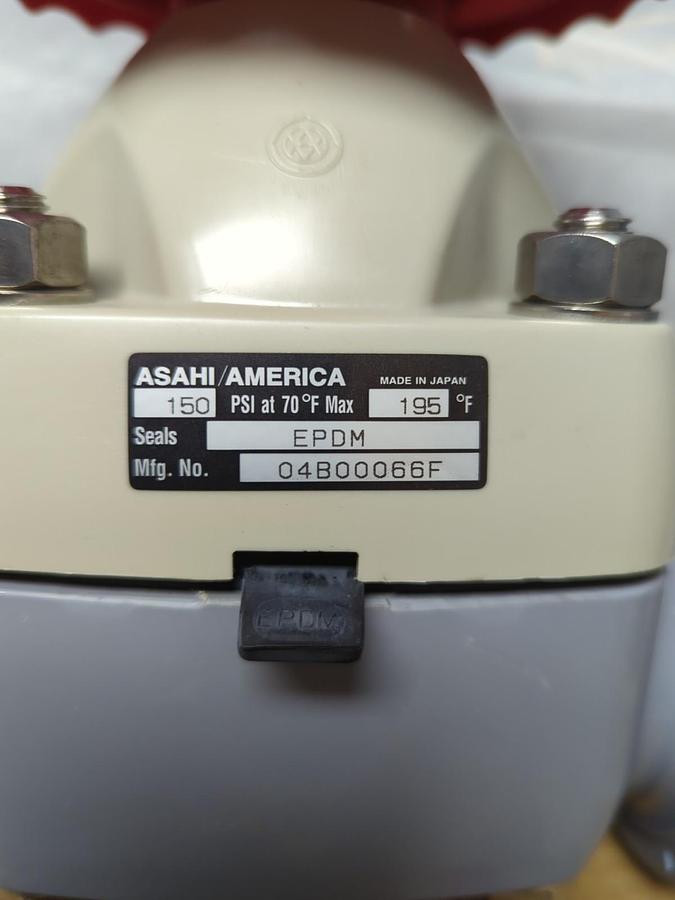 ASAHI/AMERICA MADE IN JAPAN
150 PSI at 70°F Max 195 °F
Seals EPDM
Mfg. No. 04B00066F
EPDM